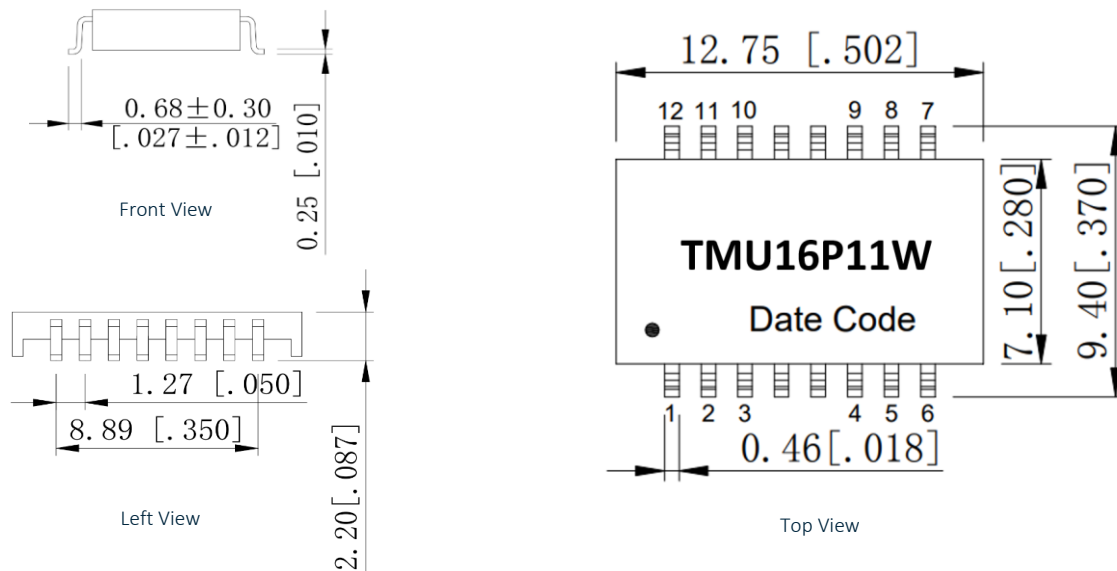 0.68±0.30
[.027±.012]
0.25 [.010]
Front View
1.27 [.050]
8.89 [.350]
2.20[.087]
Left View
12.75 [.502]
12 11 10 9 8 7
TMU16P11W
Date Code
7.10[.280]
9.40[.370]
1 2 3 4 5 6
0.46[.018]
Top View